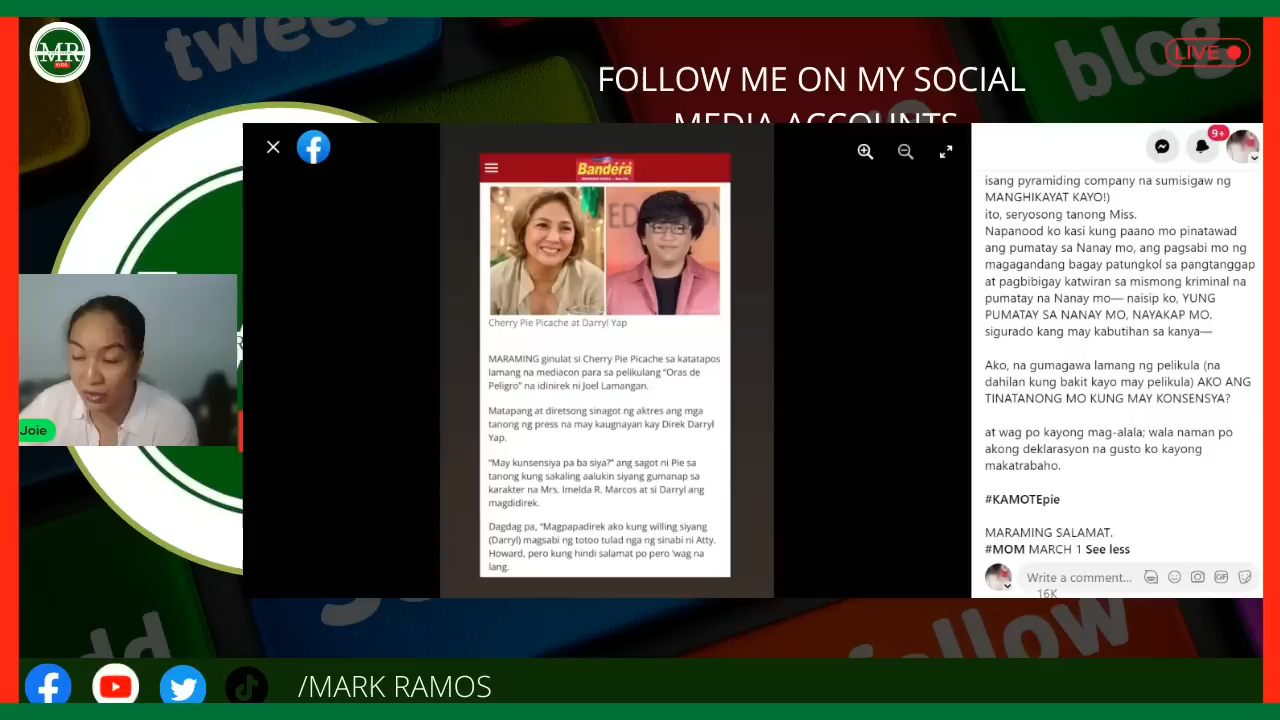 tweet
blog
MR
VLOG
LIVE
FOLLOW ME ON MY SOCIAL
MEDIA ACCOUNTS
Bandera
Cherry Pie Picache at Darryl Yap
MARAMING ginulat si Cherry Pie Picache sa katatapos
lamang na mediacon para sa pelikulang "Oras de
Peligro" na idinirek ni Joel Lamangan.
Matapang at diretsong sinagot ng aktres ang mga
tanong ng press na may kaugnayan kay Direk Darryl
Yap.
"May kunsensiya pa ba siya?" ang sagot ni Pie sa
tanong kung sakaling aalukin siyang gumanap sa
karakter na Mrs. Imelda R. Marcos at si Darryl ang
magdidirek.
Dagdag pa, "Magpapadirek ako kung willing siyang
(Darryl) magsabi ng totoo tulad nga ng sinabi ni Atty.
Howard, pero kung hindi salamat po pero 'wag na
lang.
9+
isang pyramiding company na sumisigaw ng
MANGHIKAYAT KAYO!)
ito, seryosong tanong Miss.
Napanood ko kasi kung paano mo pinatawad
ang pumatay sa Nanay mo, ang pagsabi mo ng
magagandang bagay patungkol sa pangtanggap
at pagbibigay katwiran sa mismong kriminal na
pumatay na Nanay mo— naisip ko, YUNG
PUMATAY SA NANAY MO, NAYAKAP MO.
sigurado kang may kabutihan sa kanya—
Ako, na gumagawa lamang ng pelikula (na
dahilan kung bakit kayo may pelikula) AKO ANG
TINATANONG MO KUNG MAY KONSENSYA?
at wag po kayong mag-alala; wala naman po
akong deklarasyon na gusto ko kayong
makatrabaho.
#KAMOTEpie
MARAMING SALAMAT.
#MOM MARCH 1 See less
Write a comment...
GIF
16K
Joie
follow
/MARK RAMOS